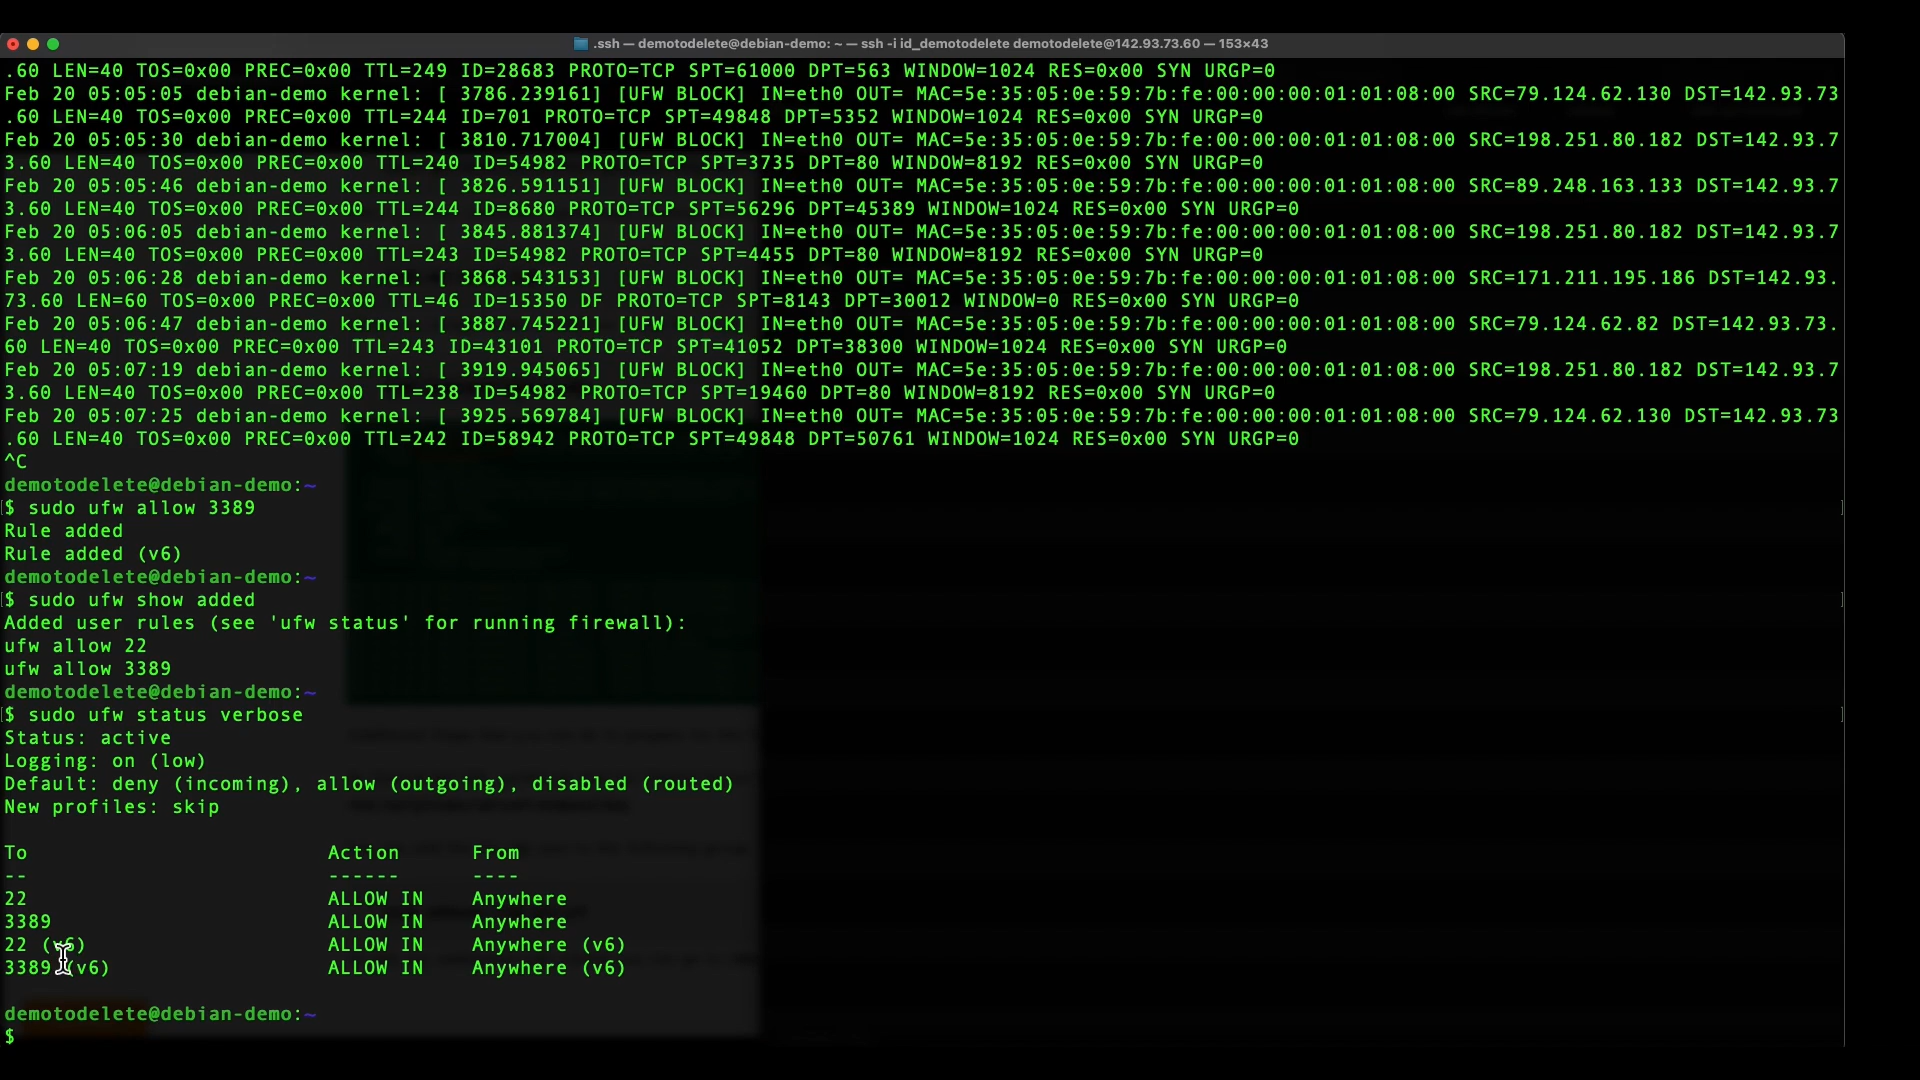 .ssh — demotodelete@debian-demo: ~ — ssh -i id_demotodelete demotodelete@142.93.73.60 — 153×43
.60 LEN=40 TOS=0x00 PREC=0x00 TTL=249 ID=28683 PROTO=TCP SPT=61000 DPT=563 WINDOW=1024 RES=0x00 SYN URGP=0
Feb 20 05:05:05 debian-demo kernel: [ 3786.239161] [UFW BLOCK] IN=eth0 OUT= MAC=5e:35:05:0e:59:7b:fe:00:00:00:01:01:08:00 SRC=79.124.62.130 DST=142.93.73
.60 LEN=40 TOS=0x00 PREC=0x00 TTL=244 ID=701 PROTO=TCP SPT=49848 DPT=5352 WINDOW=1024 RES=0x00 SYN URGP=0
Feb 20 05:05:30 debian-demo kernel: [ 3810.717004] [UFW BLOCK] IN=eth0 OUT= MAC=5e:35:05:0e:59:7b:fe:00:00:00:01:01:08:00 SRC=198.251.80.182 DST=142.93.7
3.60 LEN=40 TOS=0x00 PREC=0x00 TTL=240 ID=54982 PROTO=TCP SPT=3735 DPT=80 WINDOW=8192 RES=0x00 SYN URGP=0
Feb 20 05:05:46 debian-demo kernel: [ 3826.591151] [UFW BLOCK] IN=eth0 OUT= MAC=5e:35:05:0e:59:7b:fe:00:00:00:01:01:08:00 SRC=89.248.163.133 DST=142.93.7
3.60 LEN=40 TOS=0x00 PREC=0x00 TTL=244 ID=8680 PROTO=TCP SPT=56296 DPT=45389 WINDOW=1024 RES=0x00 SYN URGP=0
Feb 20 05:06:05 debian-demo kernel: [ 3845.881374] [UFW BLOCK] IN=eth0 OUT= MAC=5e:35:05:0e:59:7b:fe:00:00:00:01:01:08:00 SRC=198.251.80.182 DST=142.93.7
3.60 LEN=40 TOS=0x00 PREC=0x00 TTL=243 ID=54982 PROTO=TCP SPT=4455 DPT=80 WINDOW=8192 RES=0x00 SYN URGP=0
Feb 20 05:06:28 debian-demo kernel: [ 3868.543153] [UFW BLOCK] IN=eth0 OUT= MAC=5e:35:05:0e:59:7b:fe:00:00:00:01:01:08:00 SRC=171.211.195.186 DST=142.93.
73.60 LEN=60 TOS=0x00 PREC=0x00 TTL=46 ID=15350 DF PROTO=TCP SPT=8143 DPT=30012 WINDOW=0 RES=0x00 SYN URGP=0
Feb 20 05:06:47 debian-demo kernel: [ 3887.745221] [UFW BLOCK] IN=eth0 OUT= MAC=5e:35:05:0e:59:7b:fe:00:00:00:01:01:08:00 SRC=79.124.62.82 DST=142.93.73.
60 LEN=40 TOS=0x00 PREC=0x00 TTL=243 ID=43101 PROTO=TCP SPT=41052 DPT=38300 WINDOW=1024 RES=0x00 SYN URGP=0
Feb 20 05:07:19 debian-demo kernel: [ 3919.945065] [UFW BLOCK] IN=eth0 OUT= MAC=5e:35:05:0e:59:7b:fe:00:00:00:01:01:08:00 SRC=198.251.80.182 DST=142.93.7
3.60 LEN=40 TOS=0x00 PREC=0x00 TTL=238 ID=54982 PROTO=TCP SPT=19460 DPT=80 WINDOW=8192 RES=0x00 SYN URGP=0
Feb 20 05:07:25 debian-demo kernel: [ 3925.569784] [UFW BLOCK] IN=eth0 OUT= MAC=5e:35:05:0e:59:7b:fe:00:00:00:01:01:08:00 SRC=79.124.62.130 DST=142.93.73
.60 LEN=40 TOS=0x00 PREC=0x00 TTL=242 ID=58942 PROTO=TCP SPT=49848 DPT=50761 WINDOW=1024 RES=0x00 SYN URGP=0
^C
demotodelete@debian-demo:~
[$ sudo ufw allow 3389 ]
Rule added
Rule added (v6)
demotodelete@debian-demo:~
[$ sudo ufw show added ]
Added user rules (see 'ufw status' for running firewall):
ufw allow 22
ufw allow 3389
demotodelete@debian-demo:~
[$ sudo ufw status verbose ]
Status: active
Logging: on (low)
Default: deny (incoming), allow (outgoing), disabled (routed)
New profiles: skip
To Action From
-- ------ ----
22 ALLOW IN Anywhere
3389 ALLOW IN Anywhere
22 (v6) ALLOW IN Anywhere (v6)
3389 (v6) ALLOW IN Anywhere (v6)
demotodelete@debian-demo:~
$